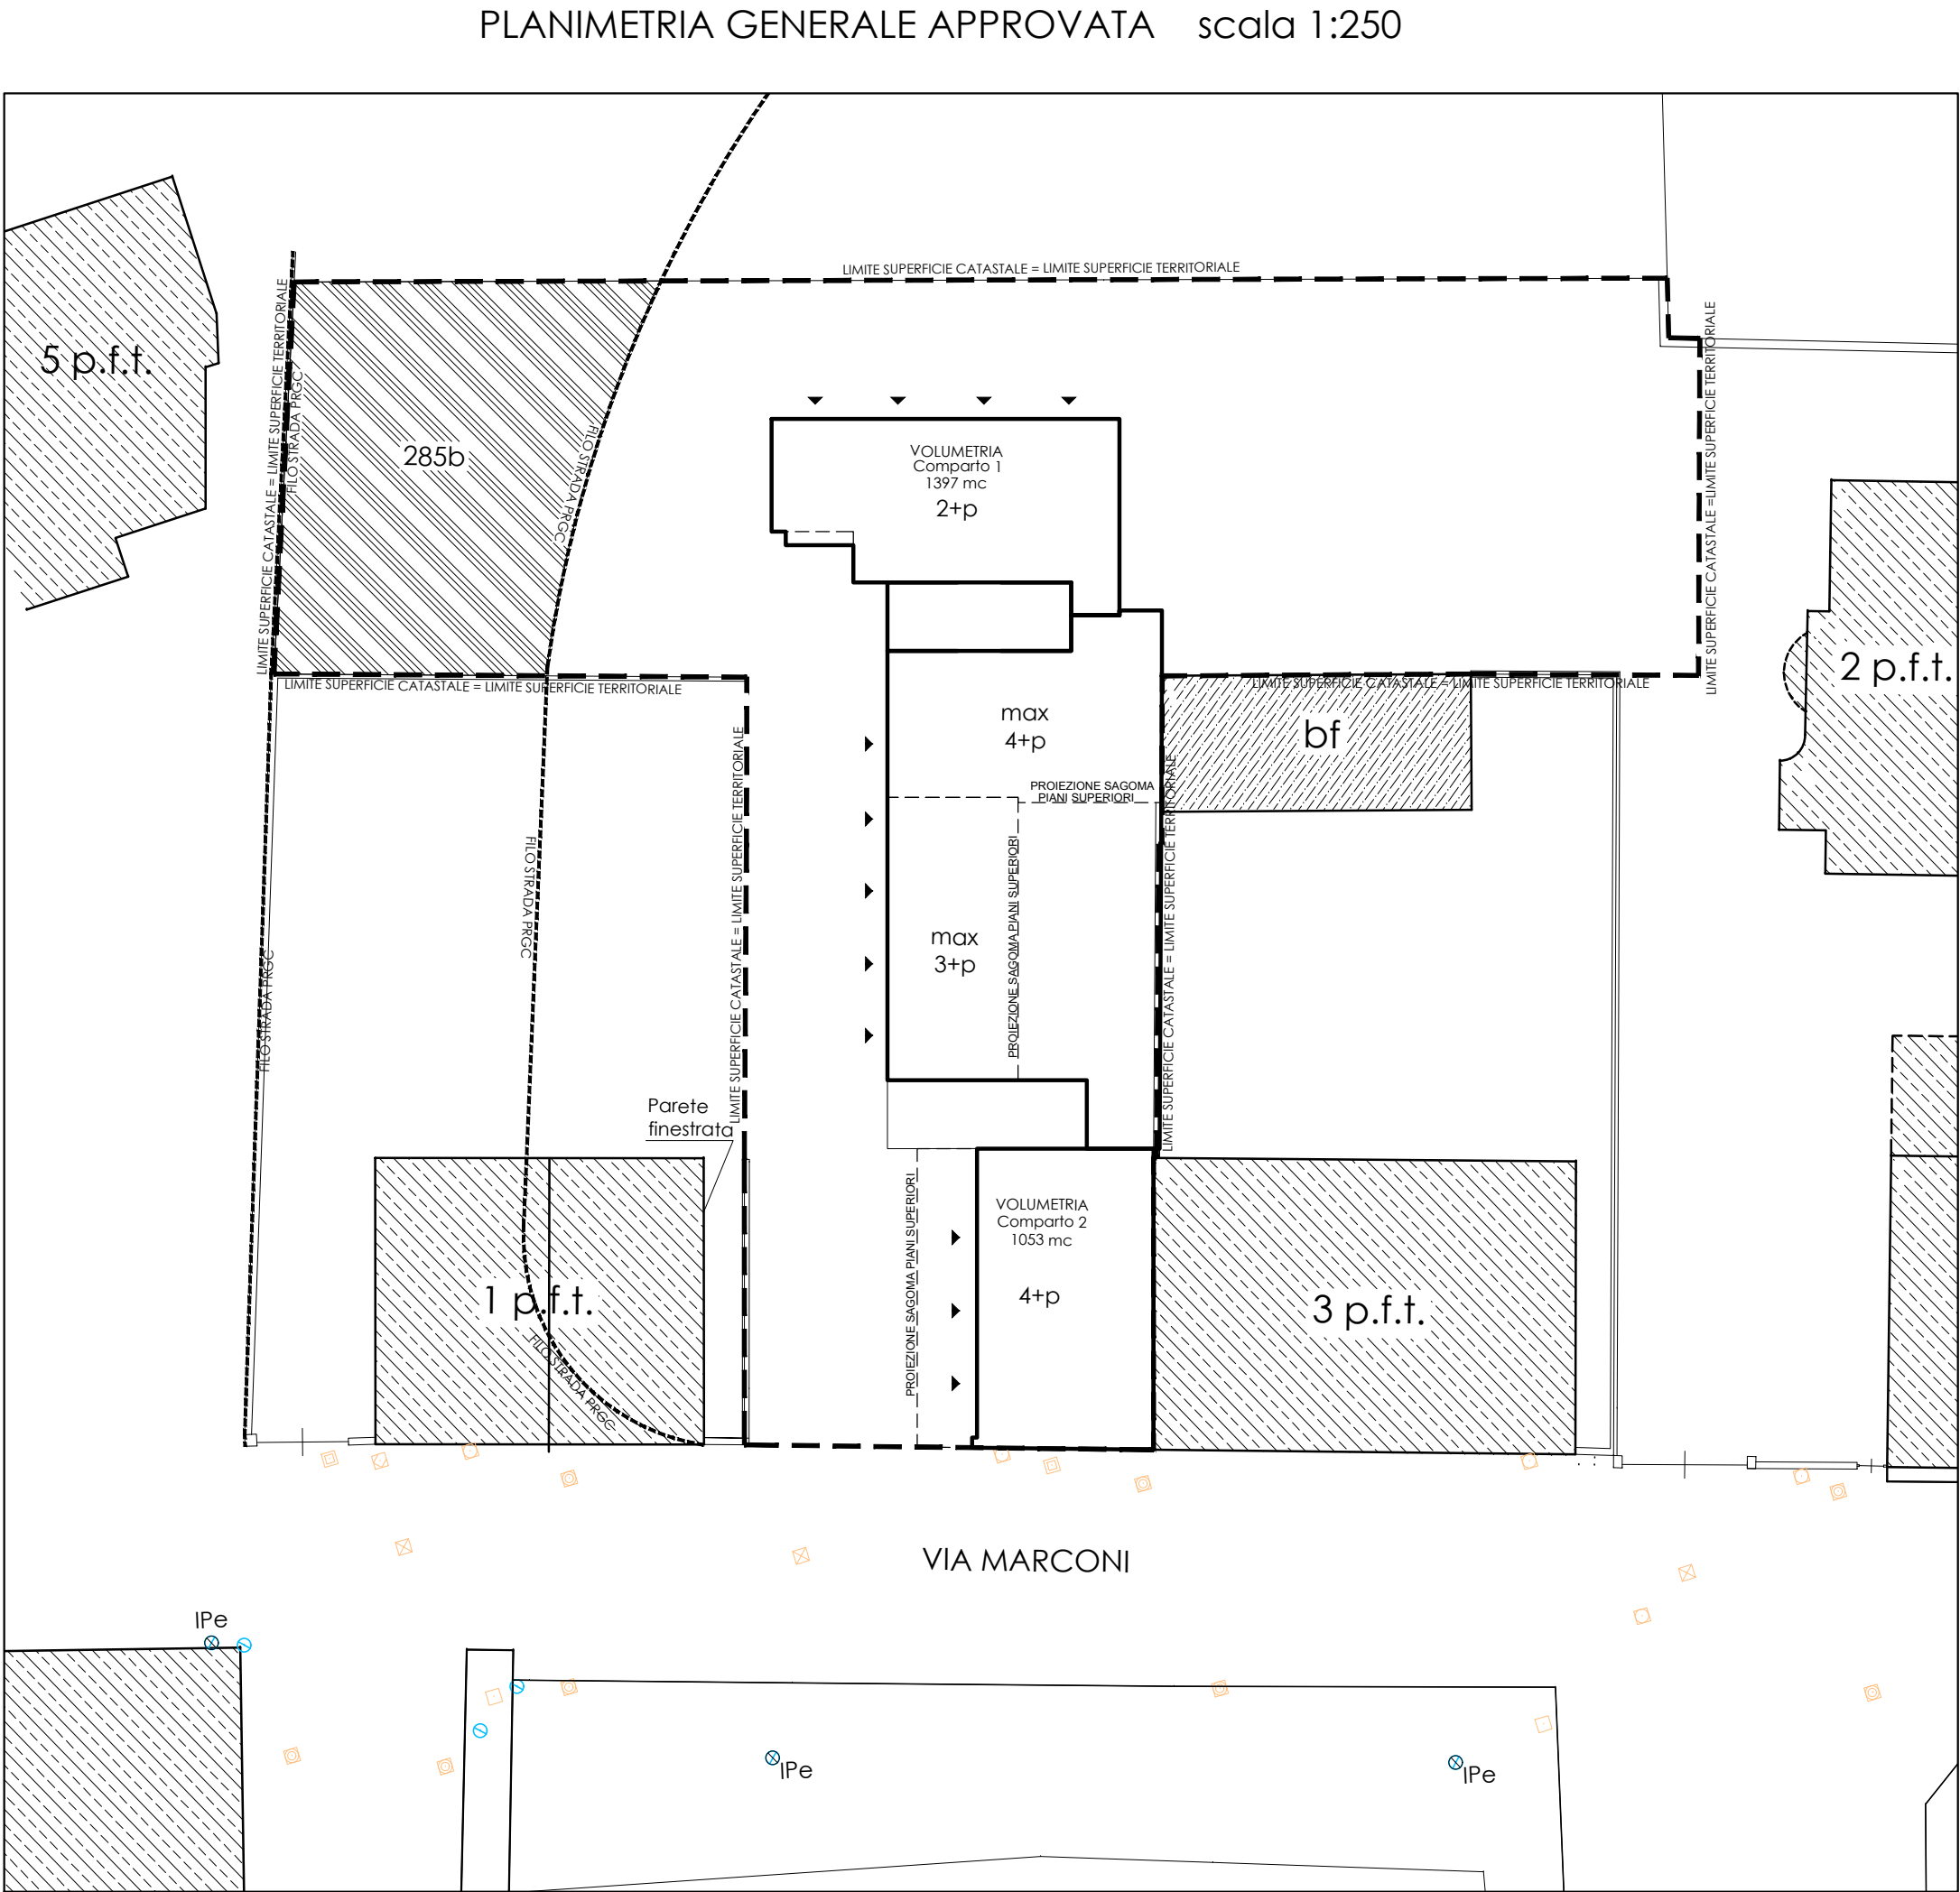 PLANIMETRIA GENERALE APPROVATA scala 1:250
LIMITE SUPERFICIE CATASTALE = LIMITE SUPERFICIE TERRITORIALE
LIMITE SUPERFICIE CATASTALE = LIMITE SUPERFICIE TERRITORIALE
FILO STRADA PRGC
LIMITE SUPERFICIE CATASTALE =LIMITE SUPERFICIE TERRITORIALE
5 p.f.t.
285b
FILO STRADA PRGC
VOLUMETRIA
Comparto 1
1397 mc
2+p
2 p.f.t.
LIMITE SUPERFICIE CATASTALE = LIMITE SUPERFICIE TERRITORIALE
LIMITE SUPERFICIE CATASTALE = LIMITE SUPERFICIE TERRITORIALE
max
4+p
bf
LIMITE SUPERFICIE CATASTALE = LIMITE SUPERFICIE TERRITORIALE
PROIEZIONE SAGOMA
PIANI SUPERIORI
LIMITE SUPERFICIE CATASTALE = LIMITE SUPERFICIE TERRITORIALE
FILO STRADA PRGC
PROIEZIONE SAGOMA PIANI SUPERIORI
max
3+p
FILO STRADA PRGC
Parete
finestrata
PROIEZIONE SAGOMA PIANI SUPERIORI
VOLUMETRIA
Comparto 2
1053 mc
4+p
1 p.f.t.
3 p.f.t.
FILO STRADA PRGC
VIA MARCONI
IPe
IPe
IPe